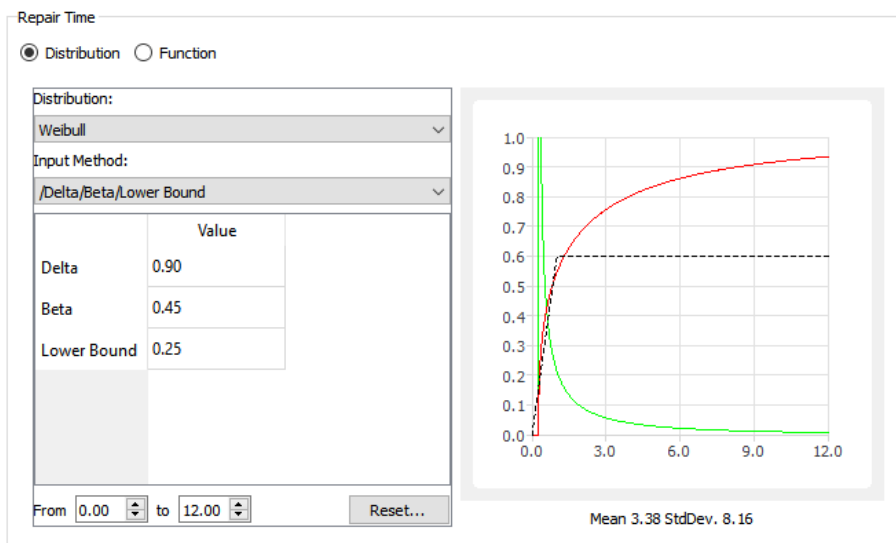 Repair Time
Distribution Function
Distribution:
Weibull
Input Method:
/Delta/Beta/Lower Bound
Value
Delta 0.90
Beta 0.45
Lower Bound 0.25
From 0.00 to 12.00 Reset...
1.0
0.9
0.8
0.7
0.6
0.5
0.4
0.3
0.2
0.1
0.0
0.0 3.0 6.0 9.0 12.0
Mean 3.38 StdDev. 8.16